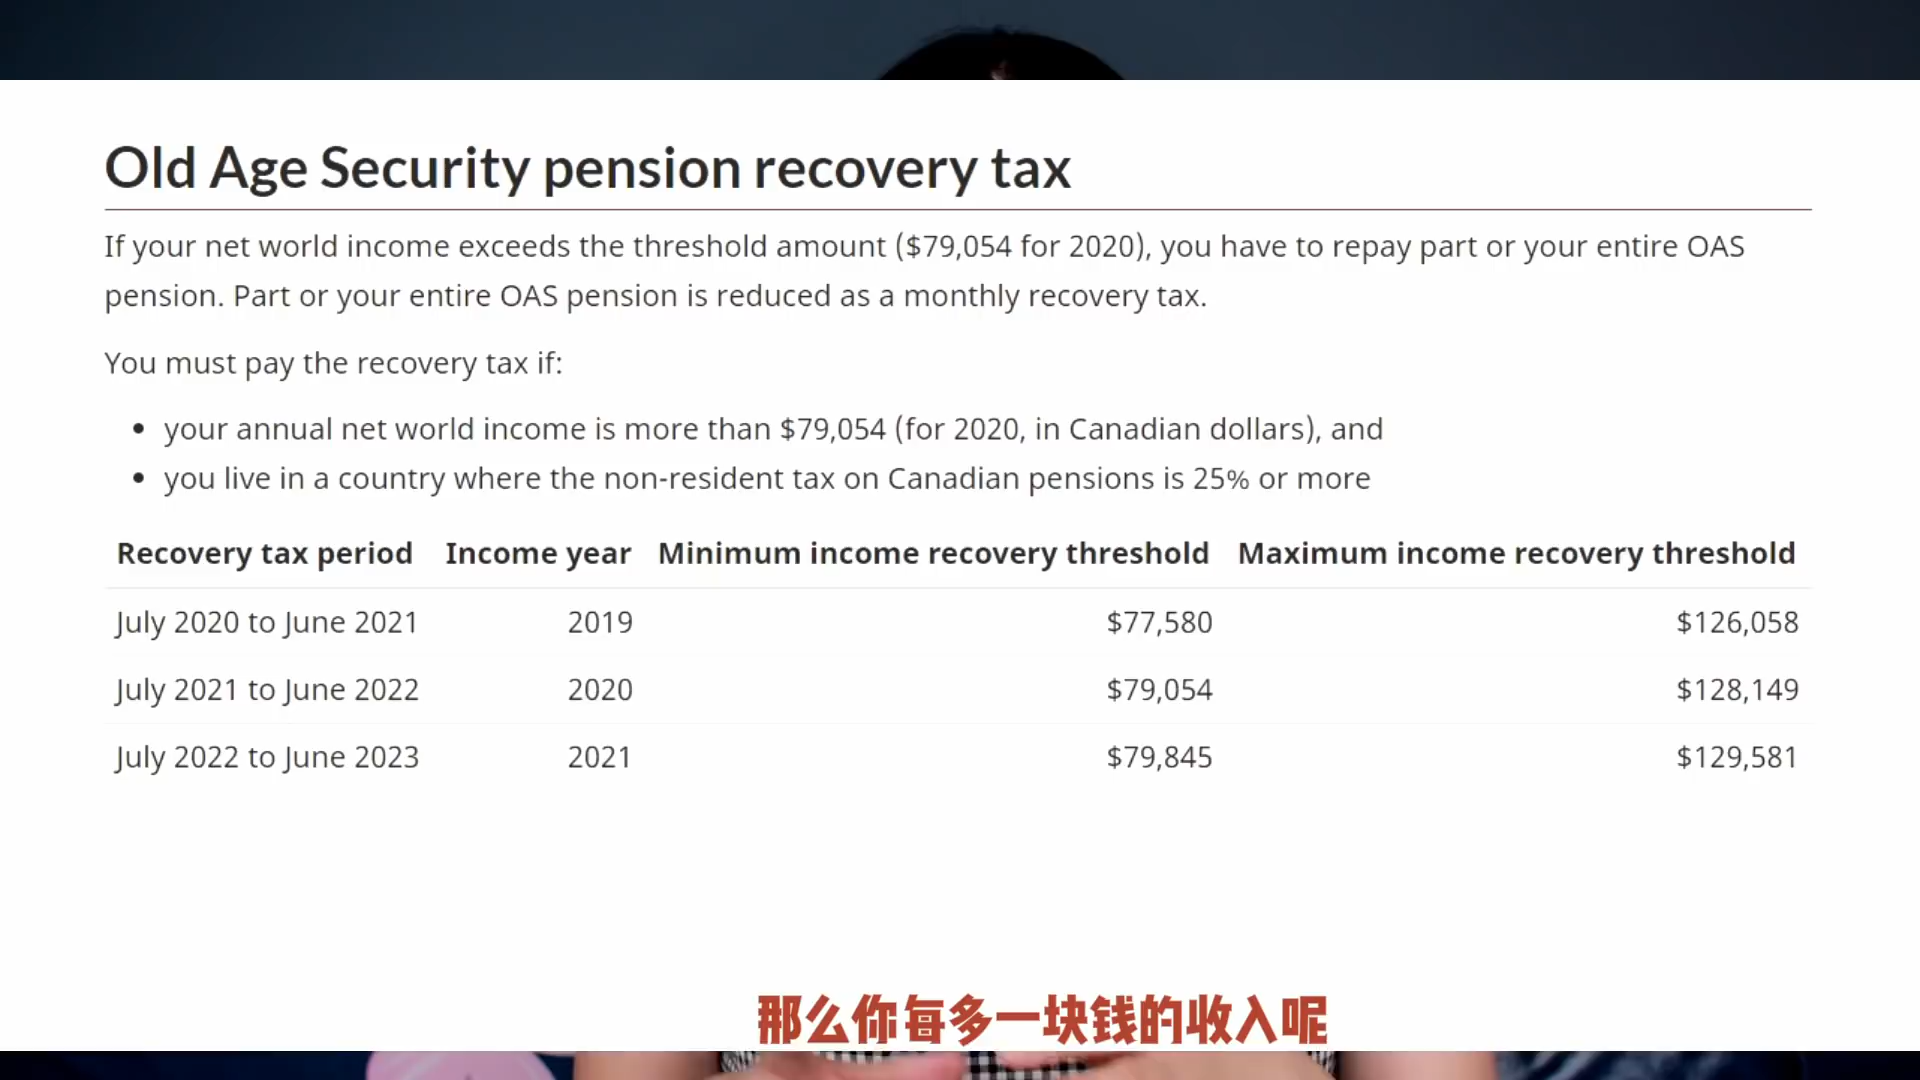 Old Age Security pension recovery tax
If your net world income exceeds the threshold amount ($79,054 for 2020), you have to repay part or your entire OAS
pension. Part or your entire OAS pension is reduced as a monthly recovery tax.
You must pay the recovery tax if:
• your annual net world income is more than $79,054 (for 2020, in Canadian dollars), and
• you live in a country where the non-resident tax on Canadian pensions is 25% or more
Recovery tax period Income year Minimum income recovery threshold Maximum income recovery threshold
July 2020 to June 2021 2019 $77,580 $126,058
July 2021 to June 2022 2020 $79,054 $128,149
July 2022 to June 2023 2021 $79,845 $129,581
那么你每多一块钱的收入呢